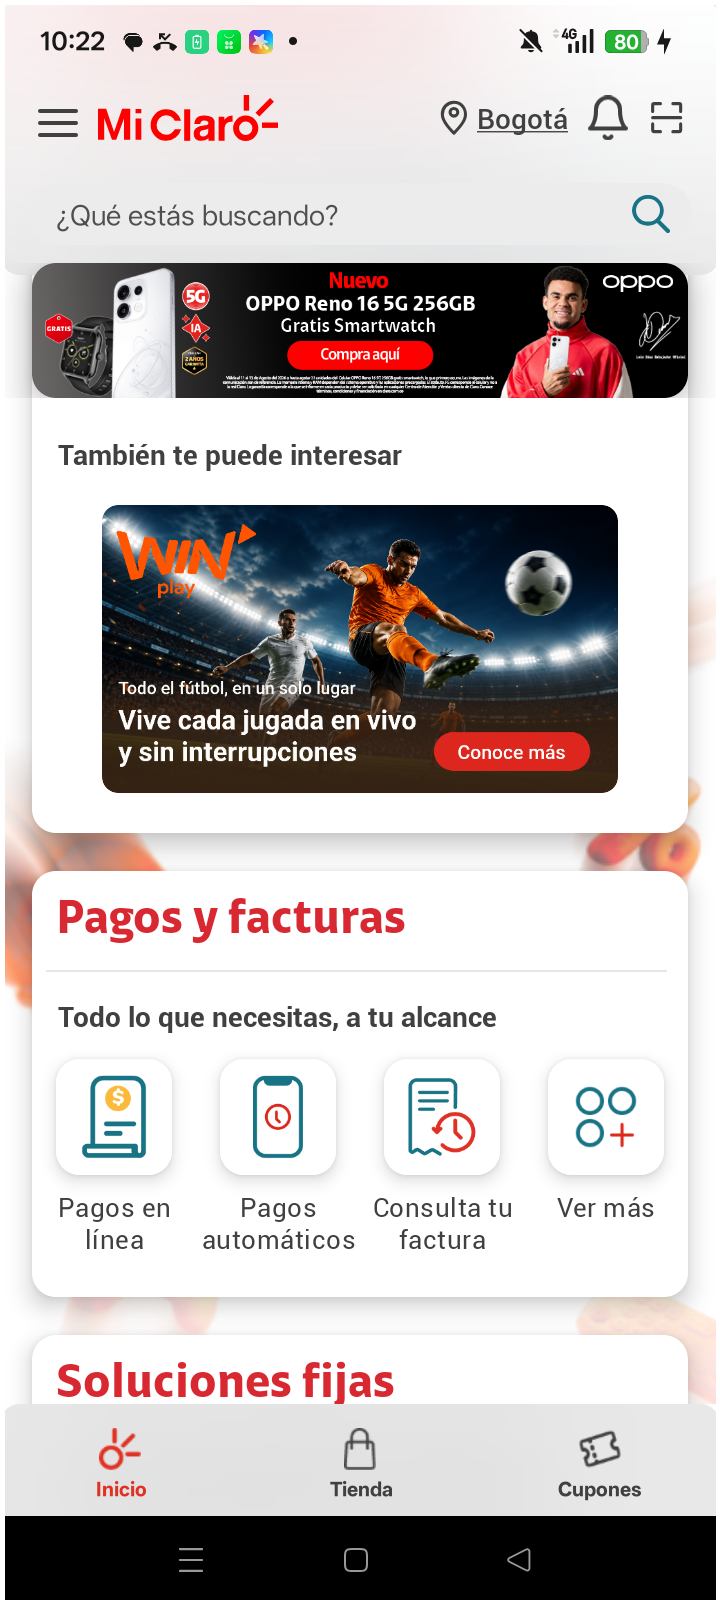 10:22
4G
80
Mi Claro
Bogotá
¿Qué estás buscando?
GRATIS
5G
IA
2 AÑOS
Nuevo
OPPO Reno 16 5G 256GB
Gratis Smartwatch
Compra aquí
oppo
También te puede interesar
WIN
play
Todo el fútbol, en un solo lugar
Vive cada jugada en vivo
y sin interrupciones
Conoce más
Pagos y facturas
Todo lo que necesitas, a tu alcance
$
Pagos en
línea
Pagos
automáticos
Consulta tu
factura
Ver más
Soluciones fijas
Inicio
Tienda
Cupones